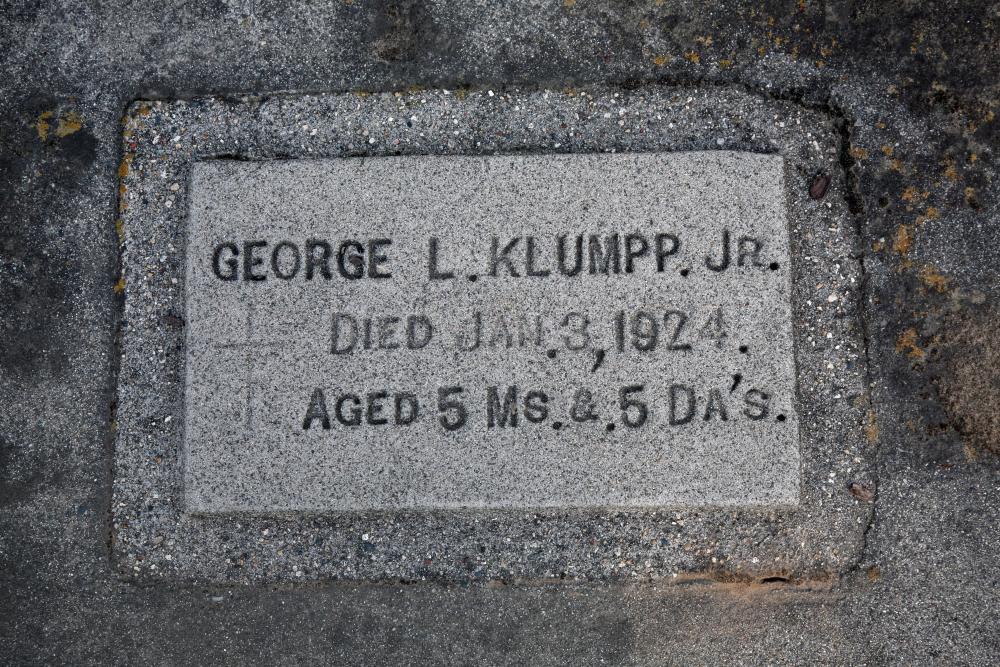 GEORGE L. KLUMPP. JR.
DIED JAN. 3, 1924.
AGED 5 MS. &. 5 DA'S.